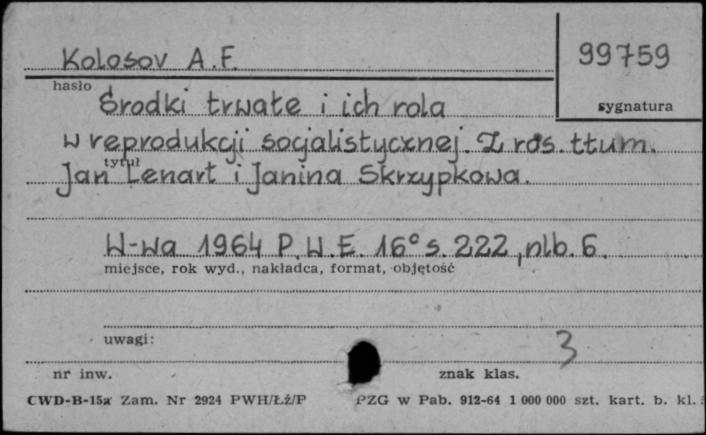 Kolosov A.F.
99759
hasło
sygnatura
Środki trwałe i ich rola
w reprodukcji socjalistycznej. Z ros. tłum.
tytuł
Jan Lenart i Janina Skrzypkowa.
W-wa 1964 P.W.E. 16° s. 222, nlb. 6.
miejsce, rok wyd., nakładca, format, objętość
uwagi:
3
nr inw.
znak klas.
CWD-B-15a Zam. Nr 2924 PWH/Łź/P PZG w Pab. 912-64 1 000 000 szt. kart. b. kl.